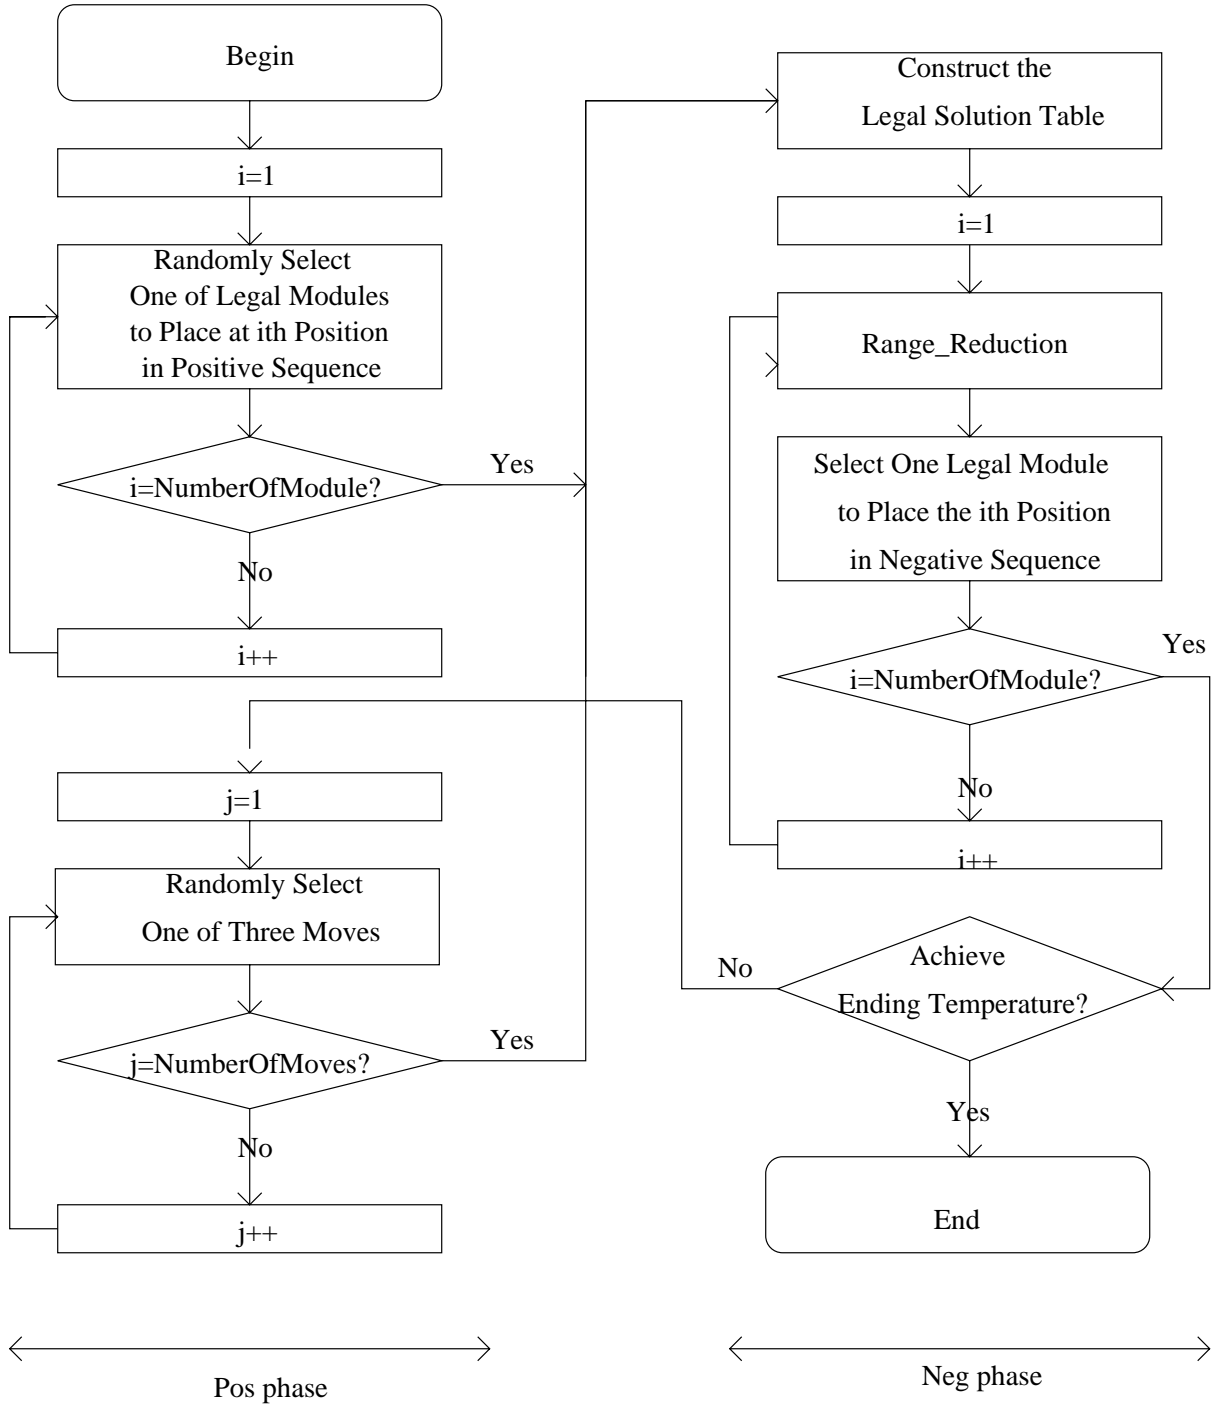 Begin
i=1
Randomly Select
One of Legal Modules
to Place at ith Position
in Positive Sequence
i=NumberOfModule?
Yes
No
i++
j=1
Randomly Select
One of Three Moves
j=NumberOfMoves?
Yes
No
j++
Pos phase
Construct the
Legal Solution Table
i=1
Range_Reduction
Select One Legal Module
to Place the ith Position
in Negative Sequence
i=NumberOfModule?
Yes
No
i++
Achieve
Ending Temperature?
No
Yes
End
Neg phase